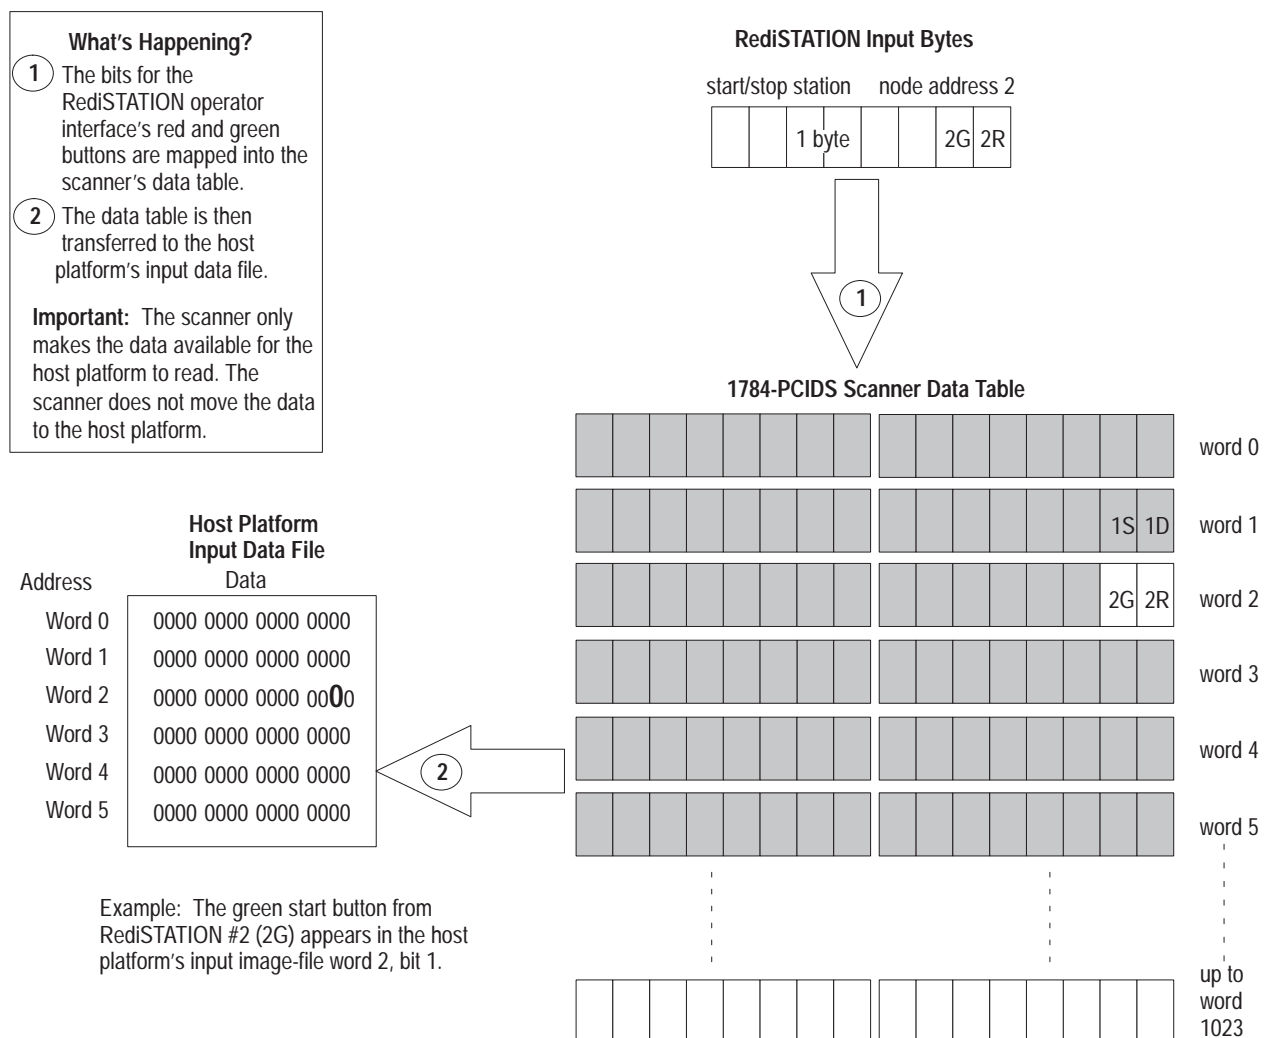 What's Happening?
1 The bits for the
RediSTATION operator
interface's red and green
buttons are mapped into the
scanner's data table.
2 The data table is then
transferred to the host
platform's input data file.
Important: The scanner only
makes the data available for the
host platform to read. The
scanner does not move the data
to the host platform.
RediSTATION Input Bytes
start/stop station node address 2
1 byte 2G 2R
1
1784-PCIDS Scanner Data Table
word 0
1S 1D word 1
2G 2R word 2
word 3
word 4
word 5
up to
word
1023
Host Platform
Input Data File
Address Data
Word 0 0000 0000 0000 0000
Word 1 0000 0000 0000 0000
Word 2 0000 0000 0000 0000
Word 3 0000 0000 0000 0000
Word 4 0000 0000 0000 0000
Word 5 0000 0000 0000 0000
2
Example: The green start button from
RediSTATION #2 (2G) appears in the host
platform's input image-file word 2, bit 1.